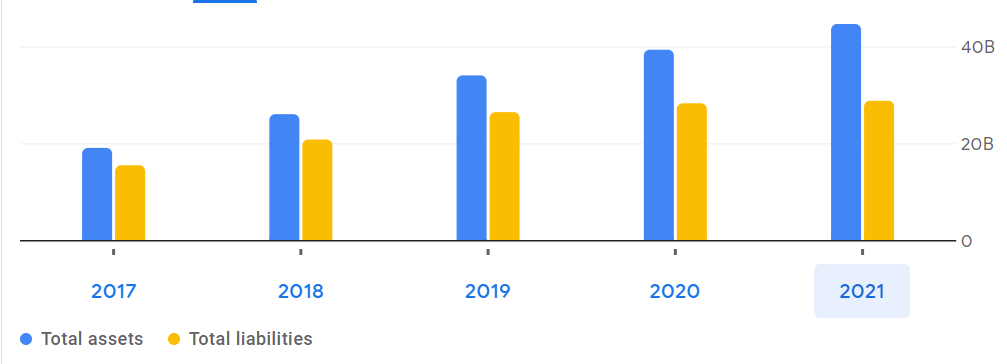 40B
20B
0
2017 2018 2019 2020 2021
Total assets Total liabilities